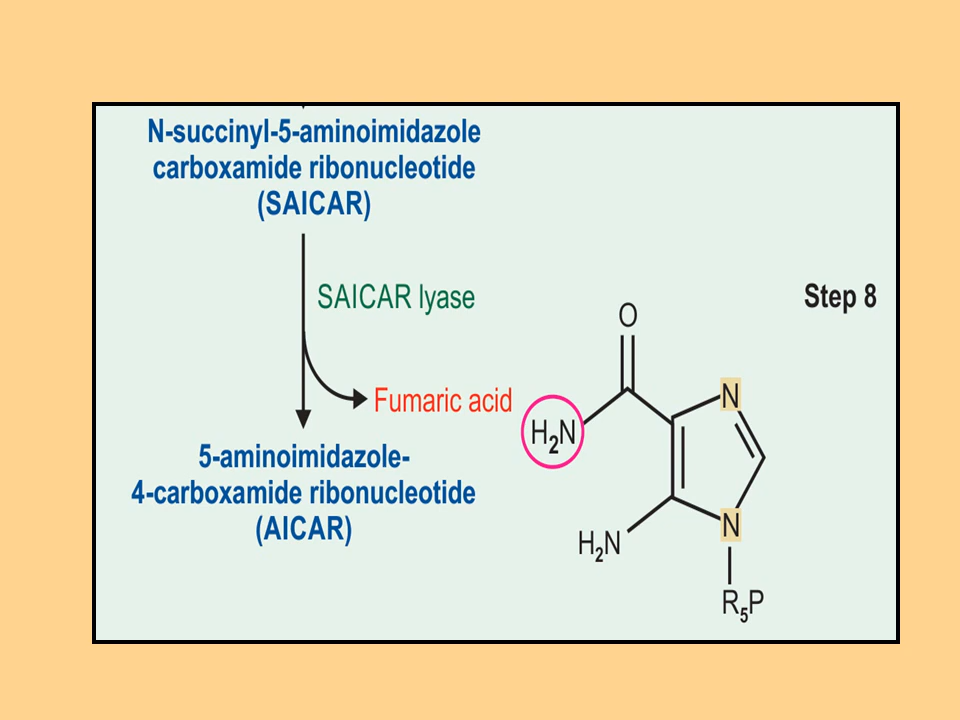 N-succinyl-5-aminoimidazole
carboxamide ribonucleotide
(SAICAR)
SAICAR lyase
Step 8
Fumaric acid
5-aminoimidazole-
4-carboxamide ribonucleotide
(AICAR)
O
N
H₂N
N
H₂N
R₅P